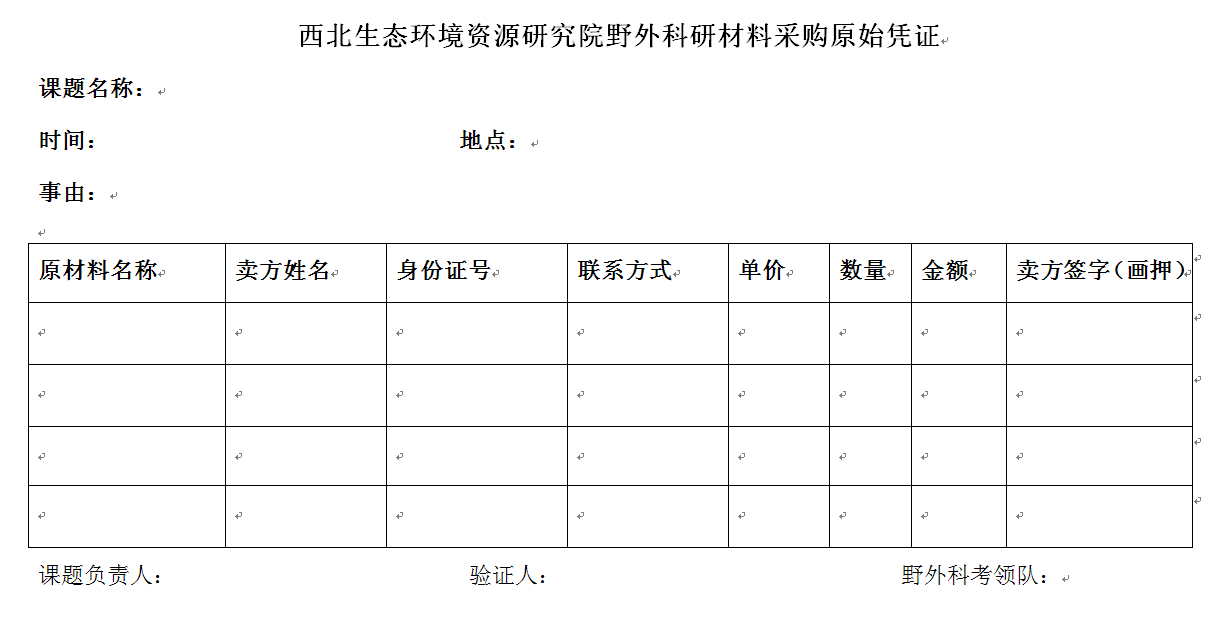 西北生态环境资源研究院野外科研材料采购原始凭证
课题名称：
时间： 地点：
事由：
原材料名称 卖方姓名 身份证号 联系方式 单价 数量 金额 卖方签字（画押）
课题负责人： 验证人： 野外科考领队：